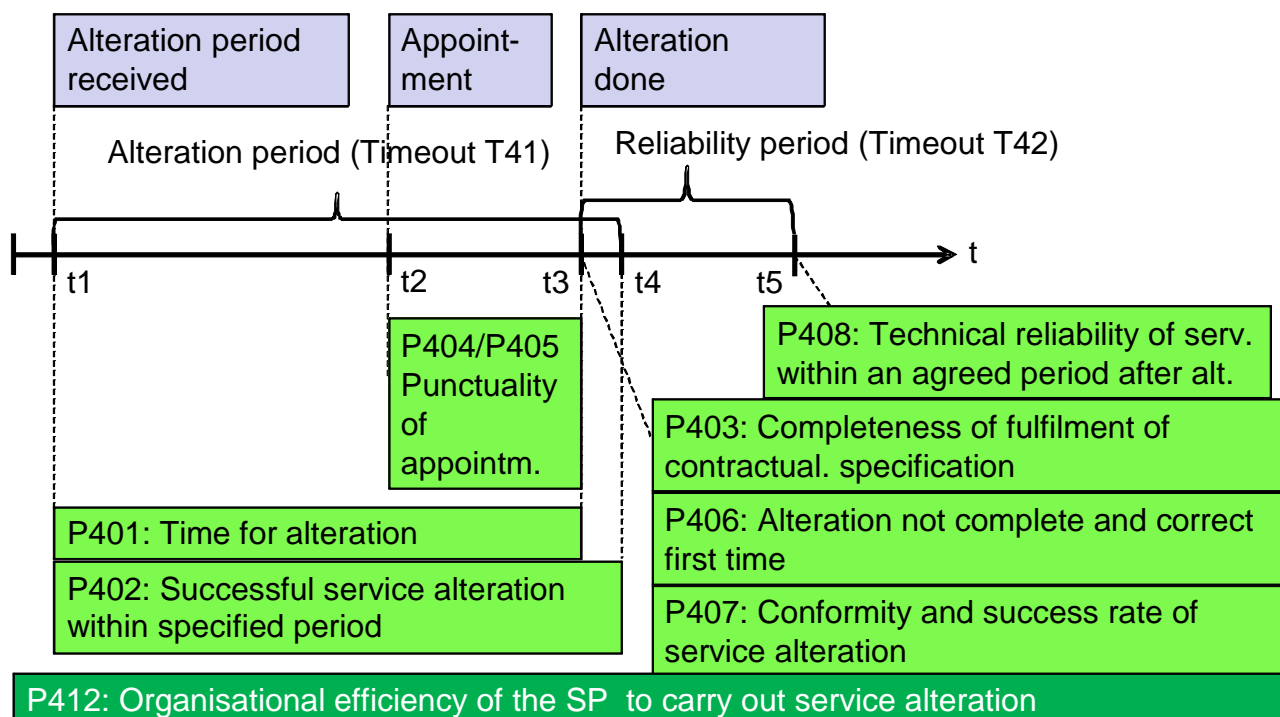 Alteration period
received
Appoint-
ment
Alteration
done
Alteration period (Timeout T41)
Reliability period (Timeout T42)
t
t1
t2
t3
t4
t5
P404/P405
Punctuality
of
appointm.
P408: Technical reliability of serv.
within an agreed period after alt.
P403: Completeness of fulfilment of
contractual. specification
P401: Time for alteration
P406: Alteration not complete and correct
first time
P402: Successful service alteration
within specified period
P407: Conformity and success rate of
service alteration
P412: Organisational efficiency of the SP to carry out service alteration